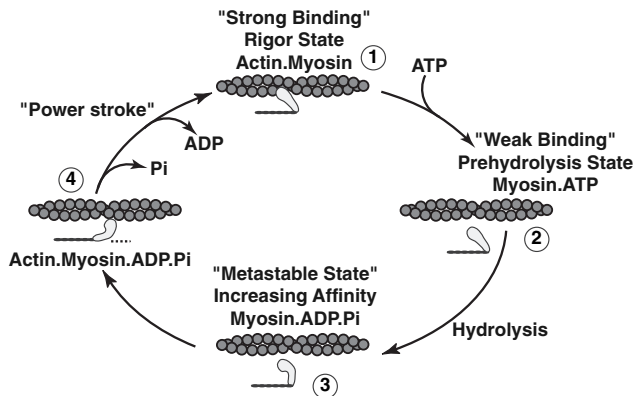 "Strong Binding"
Rigor State
Actin.Myosin
1
ATP
"Weak Binding"
Prehydrolysis State
Myosin.ATP
2
Hydrolysis
"Metastable State"
Increasing Affinity
Myosin.ADP.Pi
3
4
Actin.Myosin.ADP.Pi
"Power stroke"
Pi
ADP